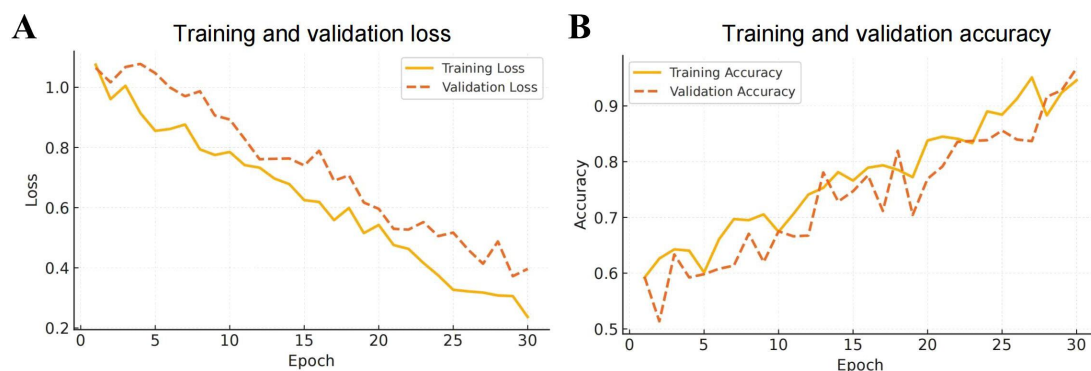 A
Training and validation loss
Training Loss
Validation Loss
1.0
0.8
0.6
0.4
0.2
Loss
0
5
10
15
20
25
30
Epoch
B
Training and validation accuracy
Training Accuracy
Validation Accuracy
0.9
0.8
0.7
0.6
0.5
Accuracy
0
5
10
15
20
25
30
Epoch